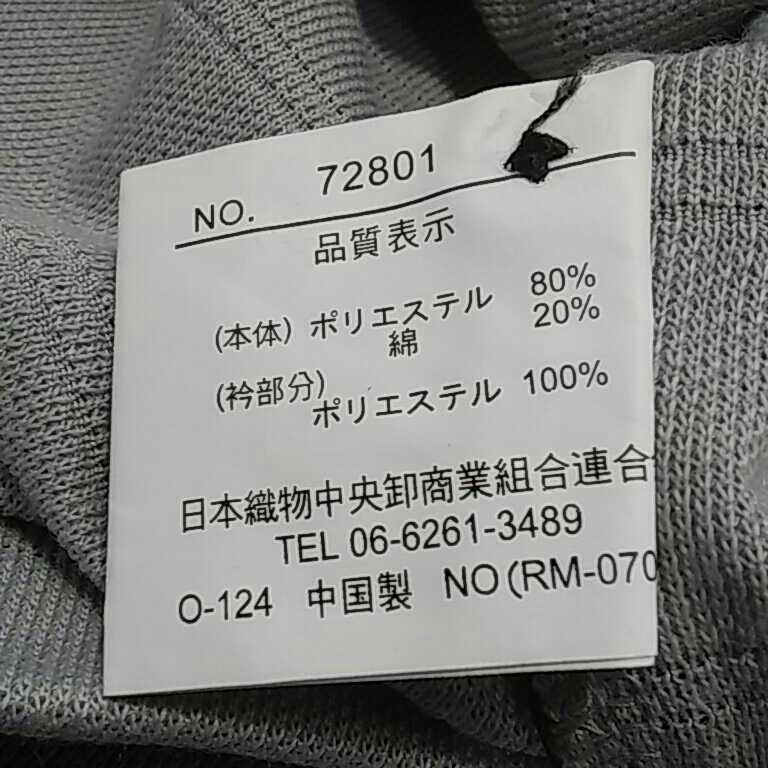 NO. 72801
品質表示
(本体) ポリエステル 80%
綿 20%
(衿部分)
ポリエステル 100%
日本織物中央卸商業組合連合
TEL 06-6261-3489
O-124 中国製 NO(RM-070